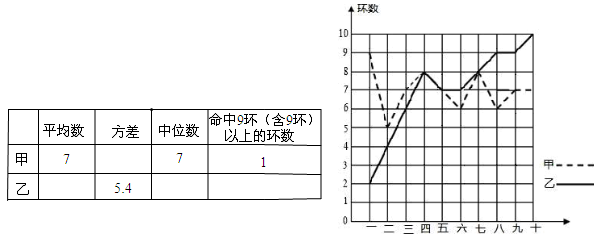 平均数 方差 中位数 命中9环（含9环）以上的环数
甲 7 7 1
乙 5.4
环数
10
9
8
7
6
5
4
3
2
1
0
一 二 三 四 五 六 七 八 九 十
甲
乙